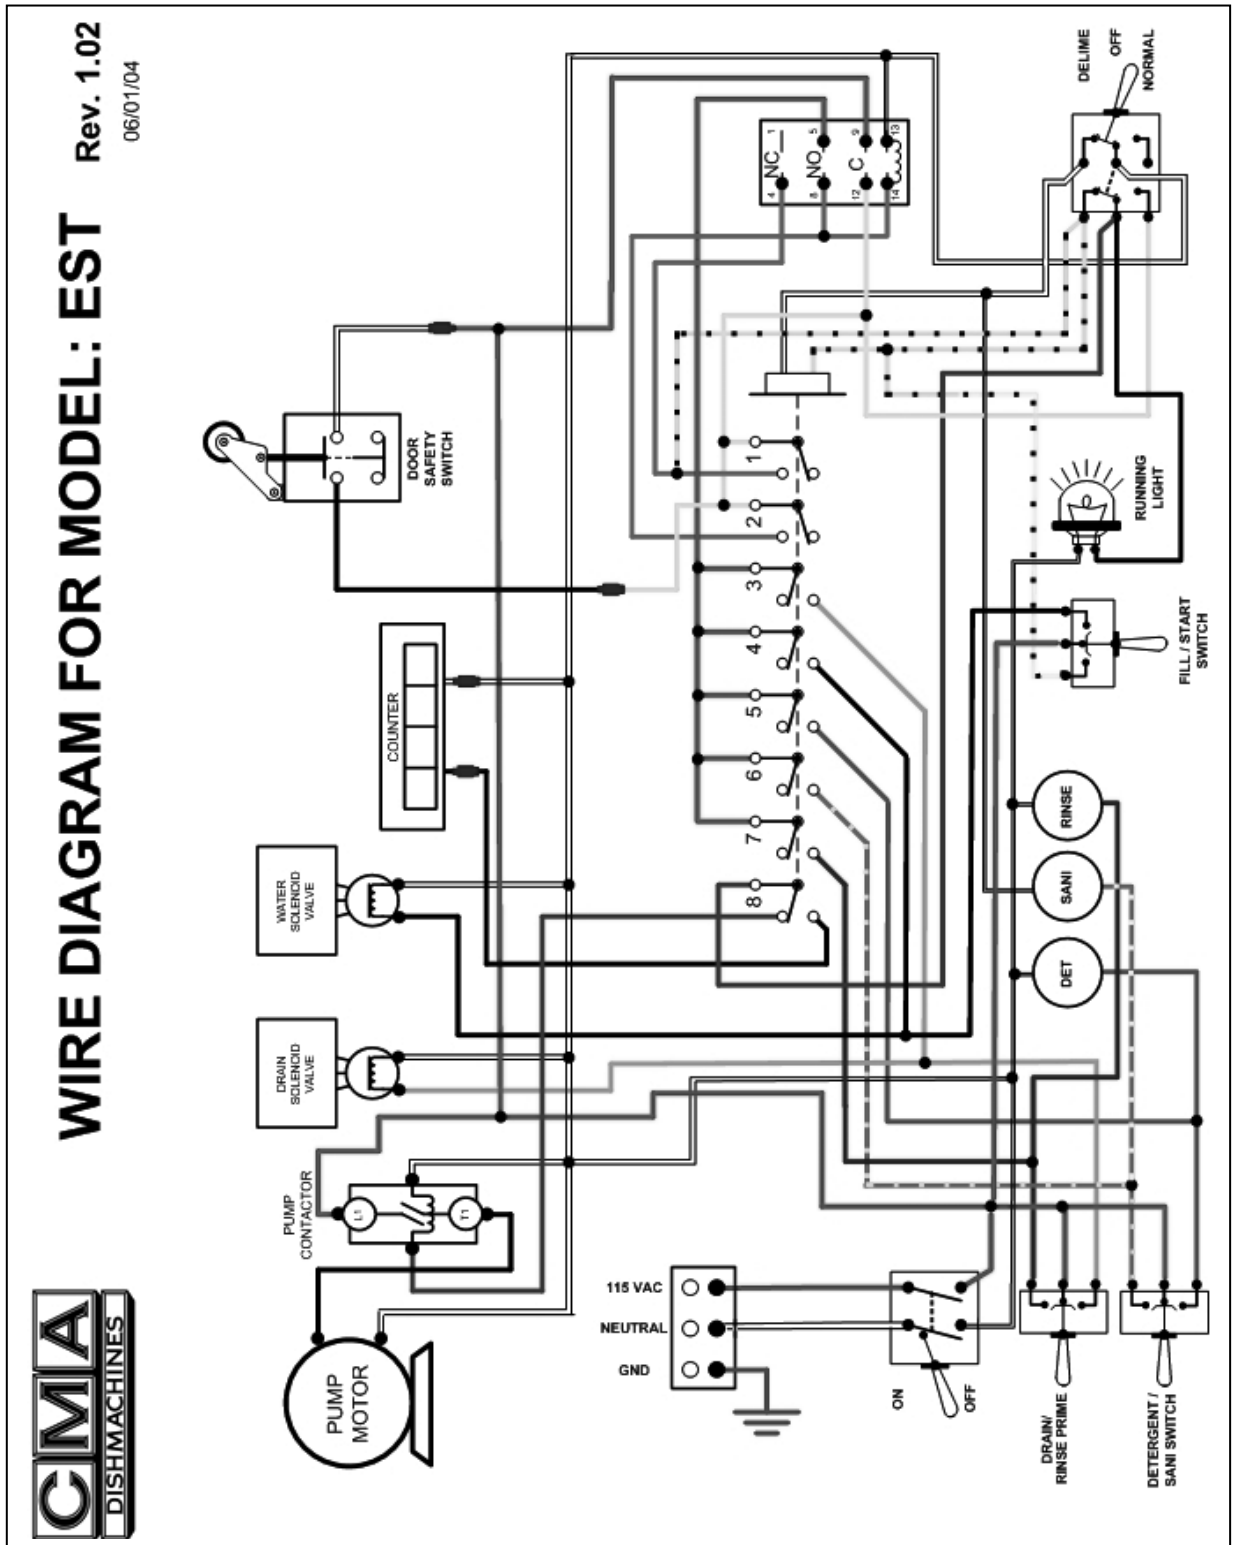 WIRE DIAGRAM FOR MODEL: EST
Rev. 1.02
06/01/04
CMA
DISHMACHINES
DELIME
OFF
NORMAL
NC
1
4
NO
5
8
C
9
12
13
14
DOOR
SAFETY
SWITCH
RUNNING
LIGHT
FILL / START
SWITCH
COUNTER
1
2
3
4
5
6
7
8
WATER
SOLENOID
VALVE
DRAIN
SOLENOID
VALVE
RINSE
SANI
DET
PUMP
CONTACTOR
L1
T1
PUMP
MOTOR
115 VAC
NEUTRAL
GND
ON
OFF
DRAIN/
RINSE PRIME
DETERGENT /
SANI SWITCH